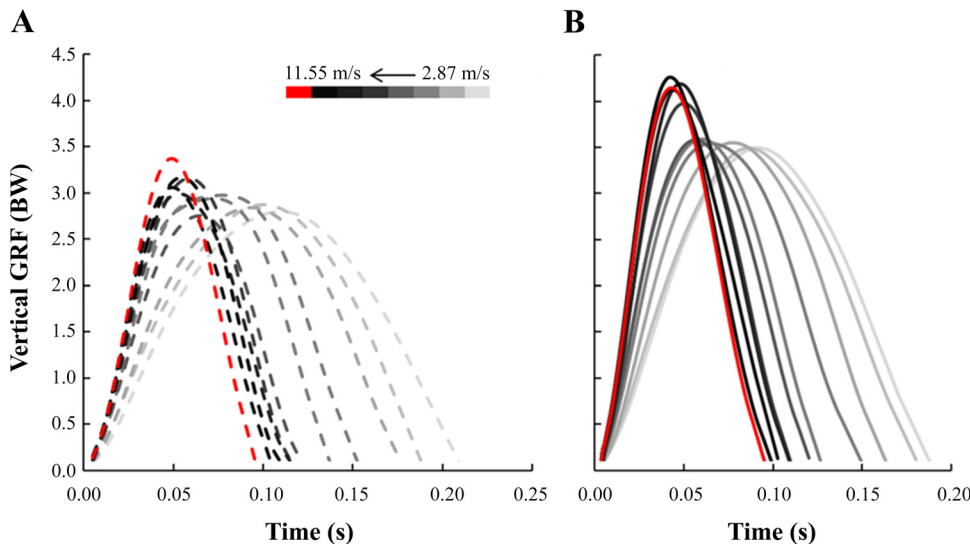 A
B
11.55 m/s ← 2.87 m/s
Vertical GRF (BW)
4.5
4.0
3.5
3.0
2.5
2.0
1.5
1.0
0.5
0.0
0.00 0.05 0.10 0.15 0.20 0.25
Time (s)
0.00 0.05 0.10 0.15 0.20
Time (s)